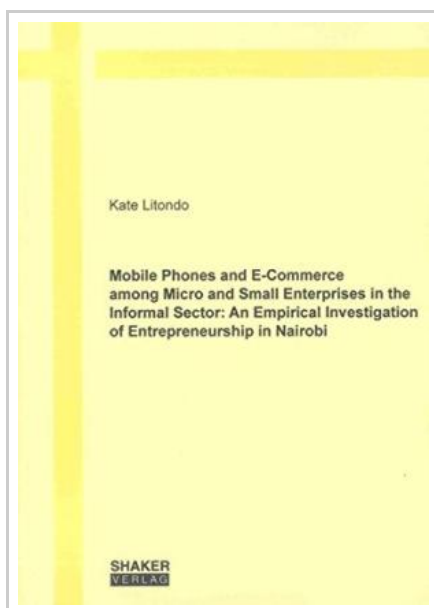 Kate Litondo
Mobile Phones and E-Commerce
among Micro and Small Enterprises in the
Informal Sector: An Empirical Investigation
of Entrepreneurship in Nairobi
SHAKER
VERLAG